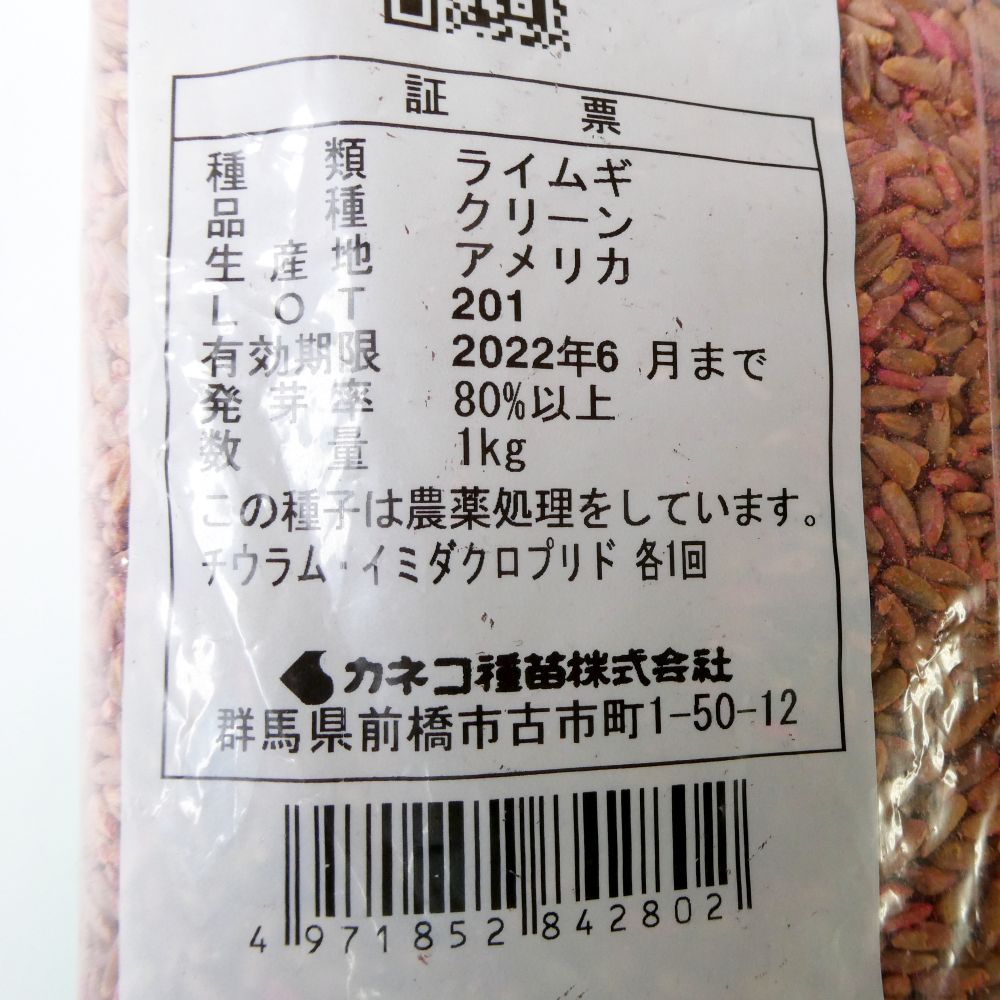 証票
種類 ライムギ
品種 クリーン
生産地 アメリカ
LOT 201
有効期限 2022年6月まで
発芽率 80%以上
数量 1kg
この種子は農薬処理をしています。
チウラム・イミダクロプリド 各1回
カネコ種苗株式会社
群馬県前橋市古市町1-50-12
4971852842802